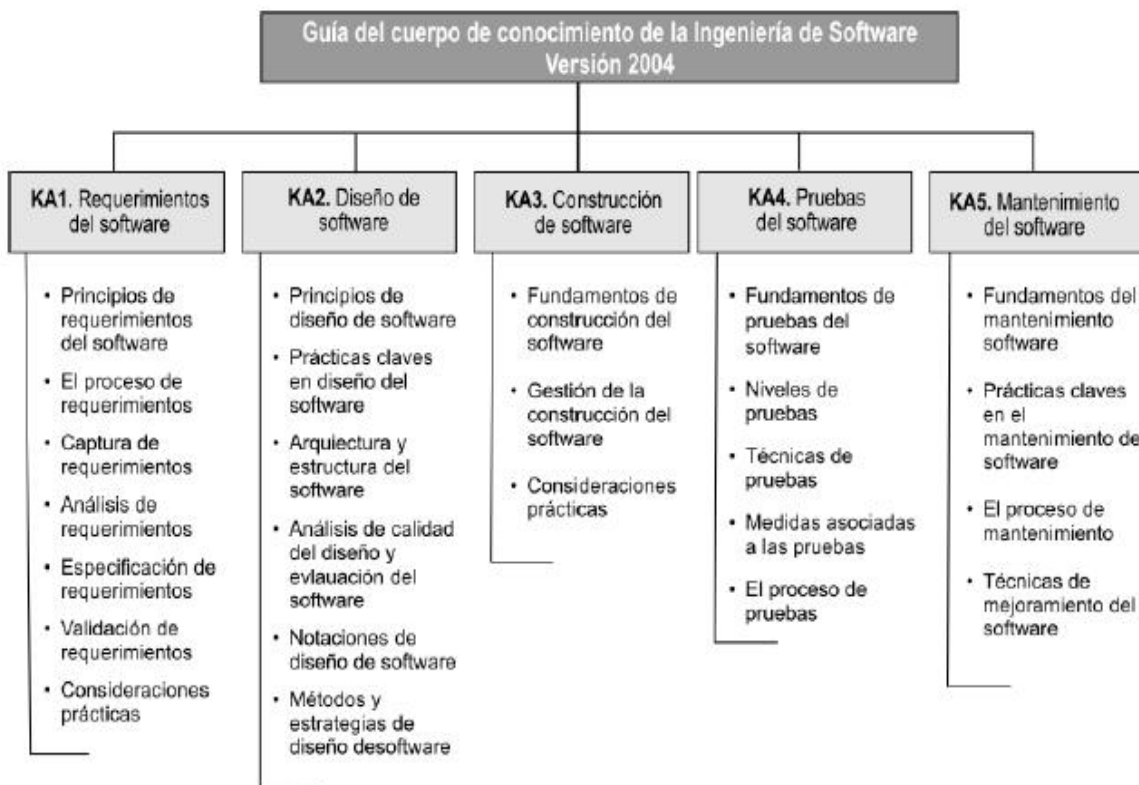 Guía del cuerpo de conocimiento de la Ingeniería de Software
Versión 2004
KA1. Requerimientos
del software
• Principios de
requerimientos
del software
• El proceso de
requerimientos
• Captura de
requerimientos
• Análisis de
requerimientos
• Especificación de
requerimientos
• Validación de
requerimientos
• Consideraciones
prácticas
KA2. Diseño de
software
• Principios de
diseño de software
• Prácticas claves
en diseño del
software
• Arquiectura y
estructura del
software
• Análisis de calidad
del diseño y
evlauación del
software
• Notaciones de
diseño de software
• Métodos y
estrategias de
diseño desoftware
KA3. Construcción
de software
• Fundamentos de
construcción del
software
• Gestión de la
construcción del
software
• Consideraciones
prácticas
KA4. Pruebas
del software
• Fundamentos de
pruebas del
software
• Niveles de
pruebas
• Técnicas de
pruebas
• Medidas asociadas
a las pruebas
• El proceso de
pruebas
KA5. Mantenimiento
del software
• Fundamentos del
mantenimiento
software
• Prácticas claves
en el
mantenimiento de
software
• El proceso de
mantenimiento
• Técnicas de
mejoramiento del
software